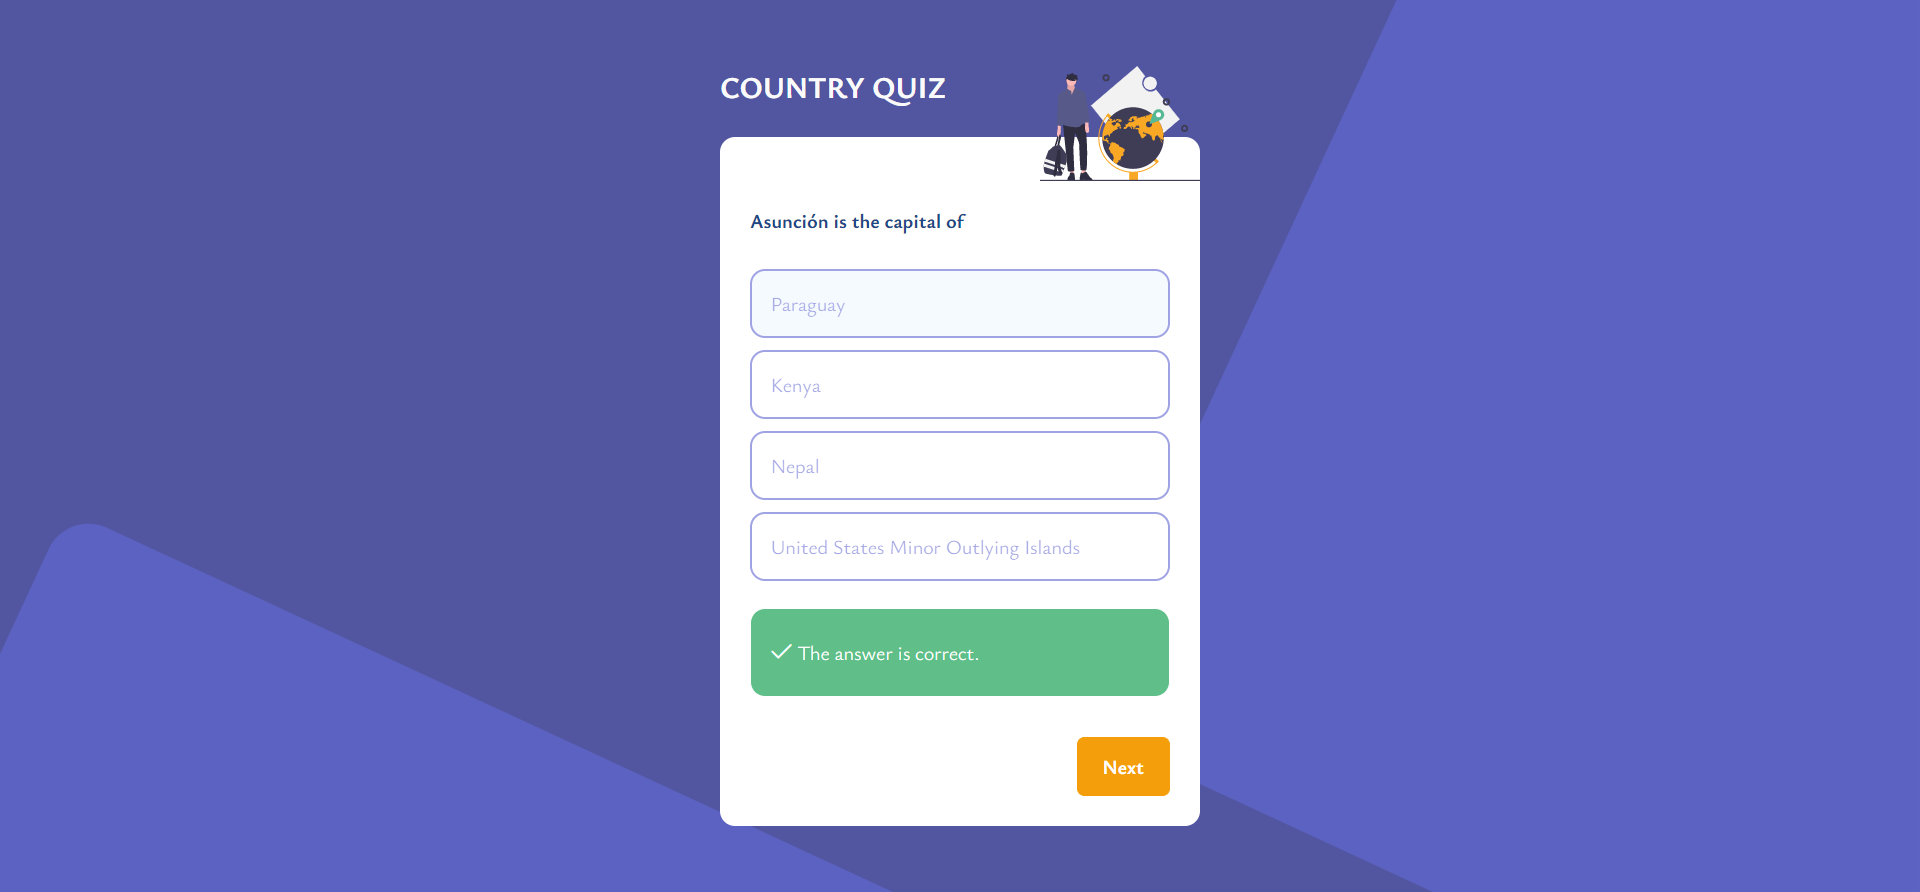 COUNTRY QUIZ
Asunción is the capital of
Paraguay
Kenya
Nepal
United States Minor Outlying Islands
The answer is correct.
Next